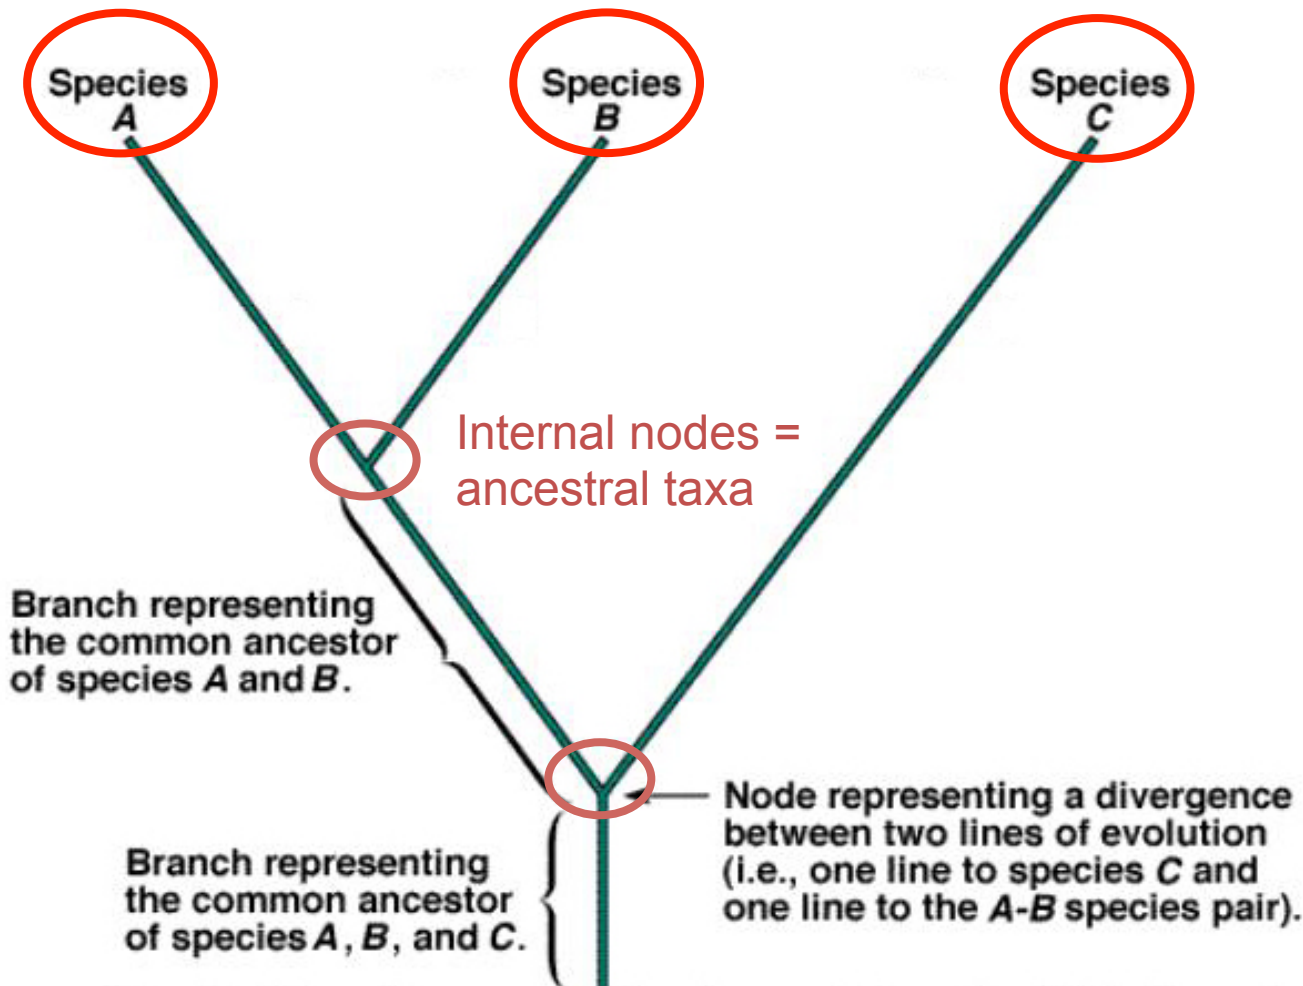 Species
A
Species
B
Species
C
Internal nodes =
ancestral taxa
Branch representing
the common ancestor
of species A and B.
Node representing a divergence
between two lines of evolution
(i.e., one line to species C and
one line to the A-B species pair).
Branch representing
the common ancestor
of species A, B, and C.